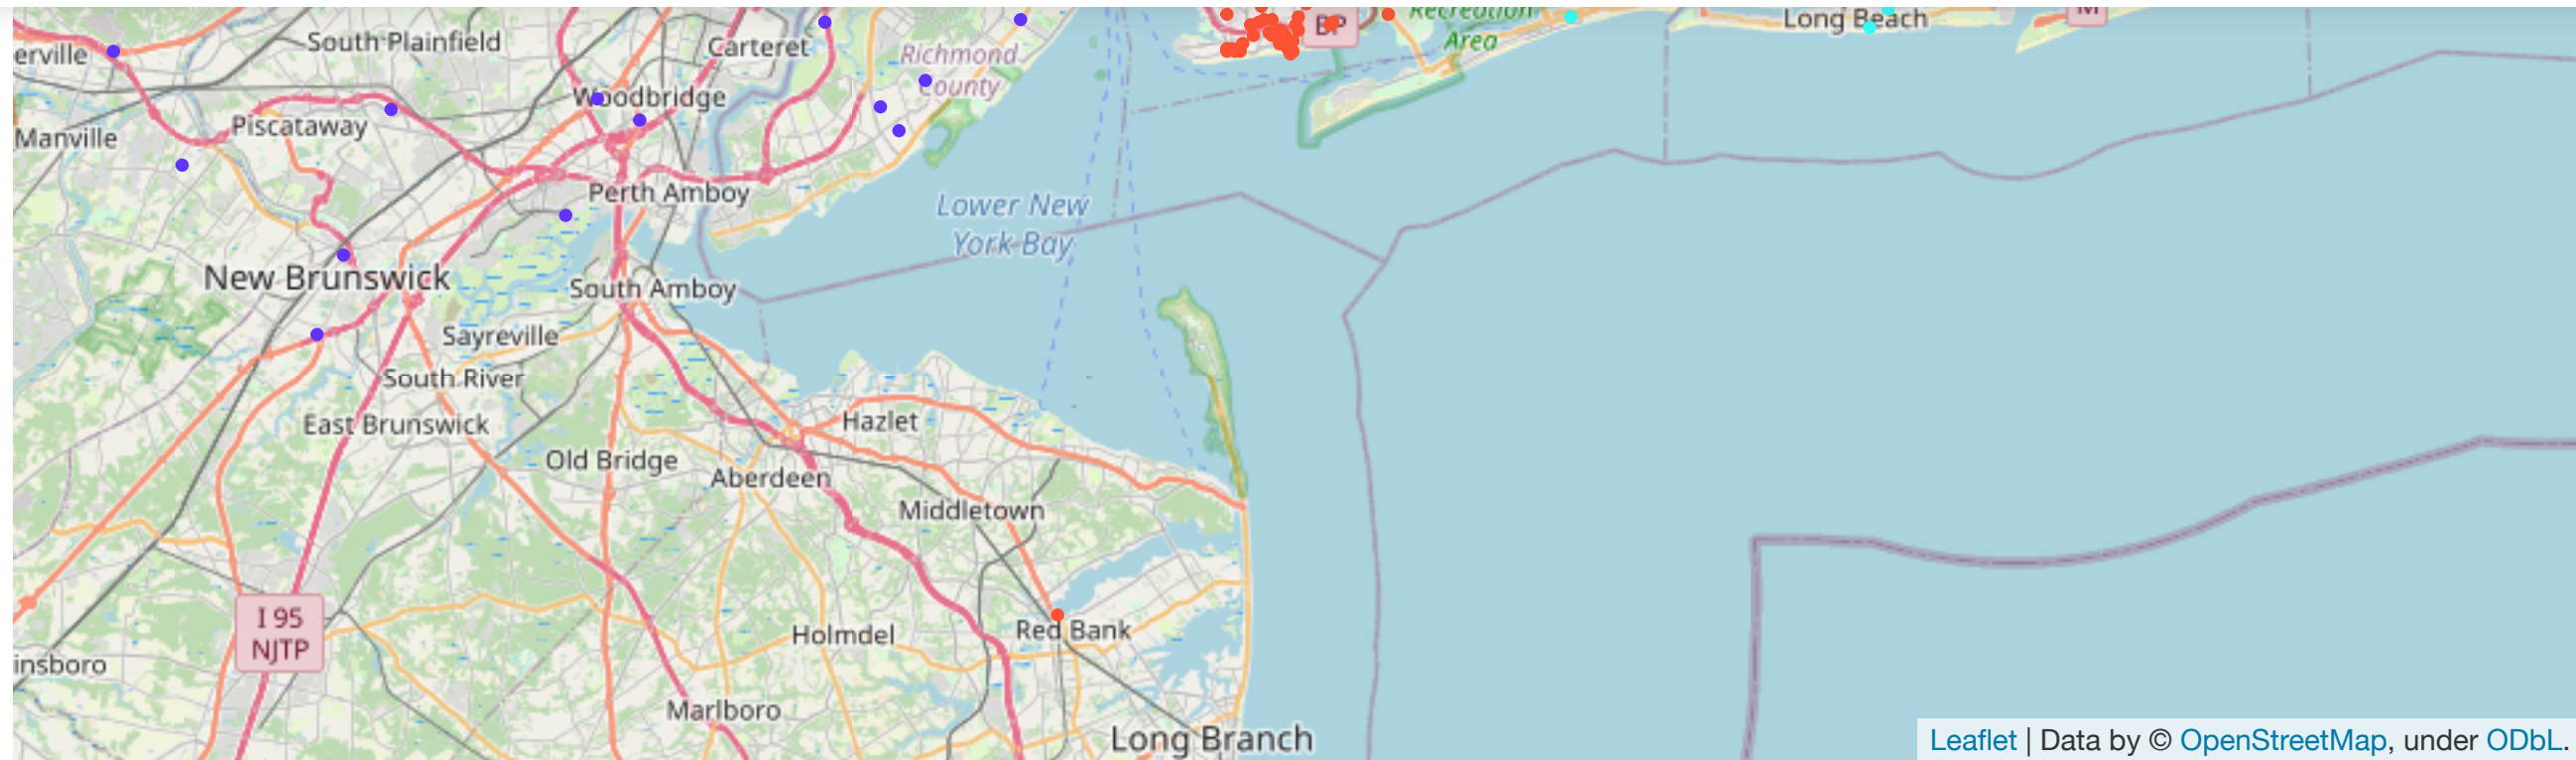 Recreation
Area
BP
M
Long Beach
South Plainfield
Carteret
Richmond
County
erville
Woodbridge
Piscataway
Manville
Perth Amboy
Lower New
York Bay
New Brunswick
South Amboy
Sayreville
South River
East Brunswick
Hazlet
Old Bridge
Aberdeen
Middletown
I 95
NJTP
Holmdel
Red Bank
insboro
Marlboro
Long Branch
Leaflet | Data by © OpenStreetMap, under ODbL.